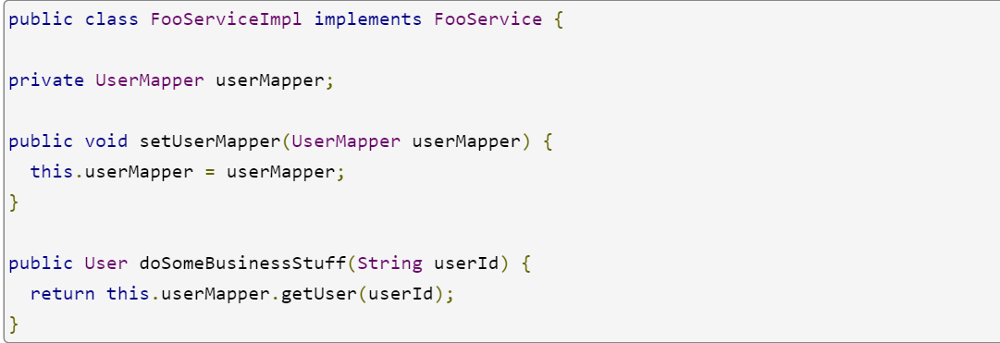 public class FooServiceImpl implements FooService {
private UserMapper userMapper;
public void setUserMapper(UserMapper userMapper) {
  this.userMapper = userMapper;
}
public User doSomeBusinessStuff(String userId) {
  return this.userMapper.getUser(userId);
}